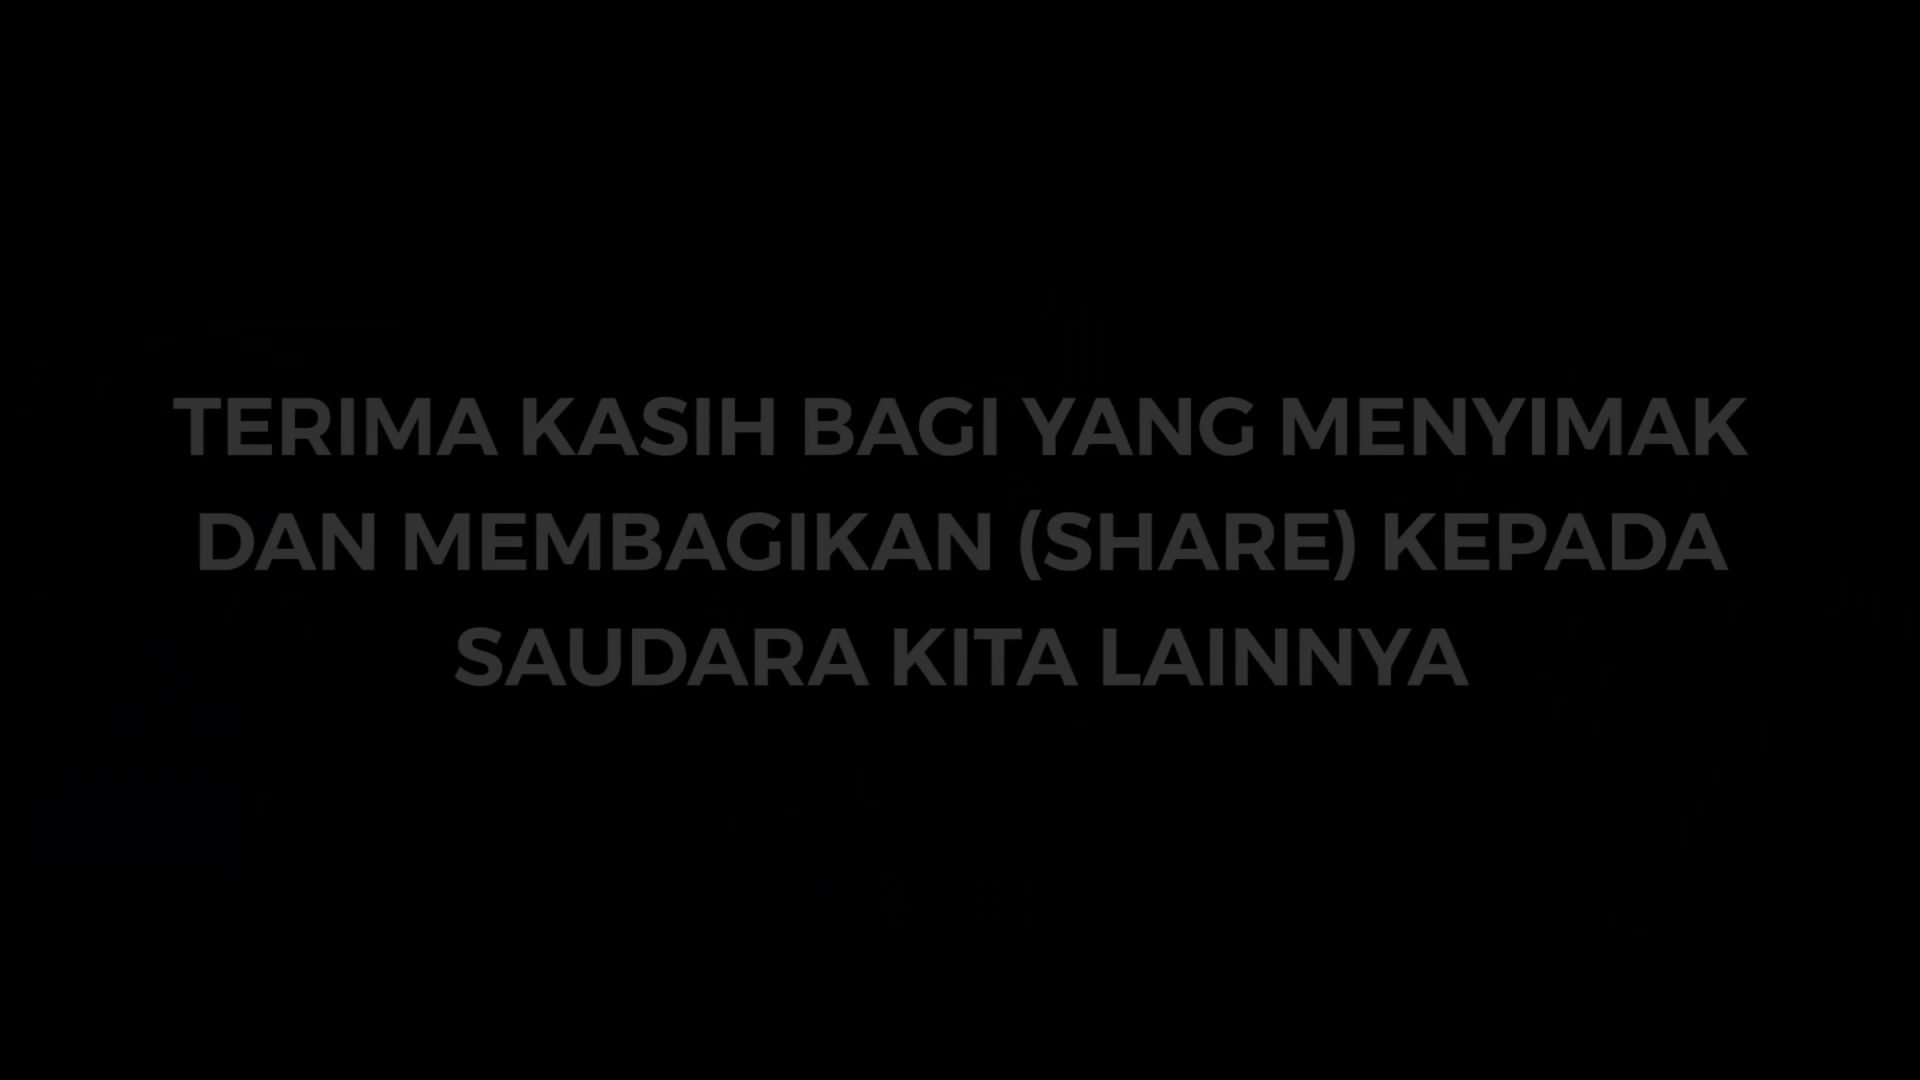 TERIMA KASIH BAGI YANG MENYIMAK
DAN MEMBAGIKAN (SHARE) KEPADA
SAUDARA KITA LAINNYA